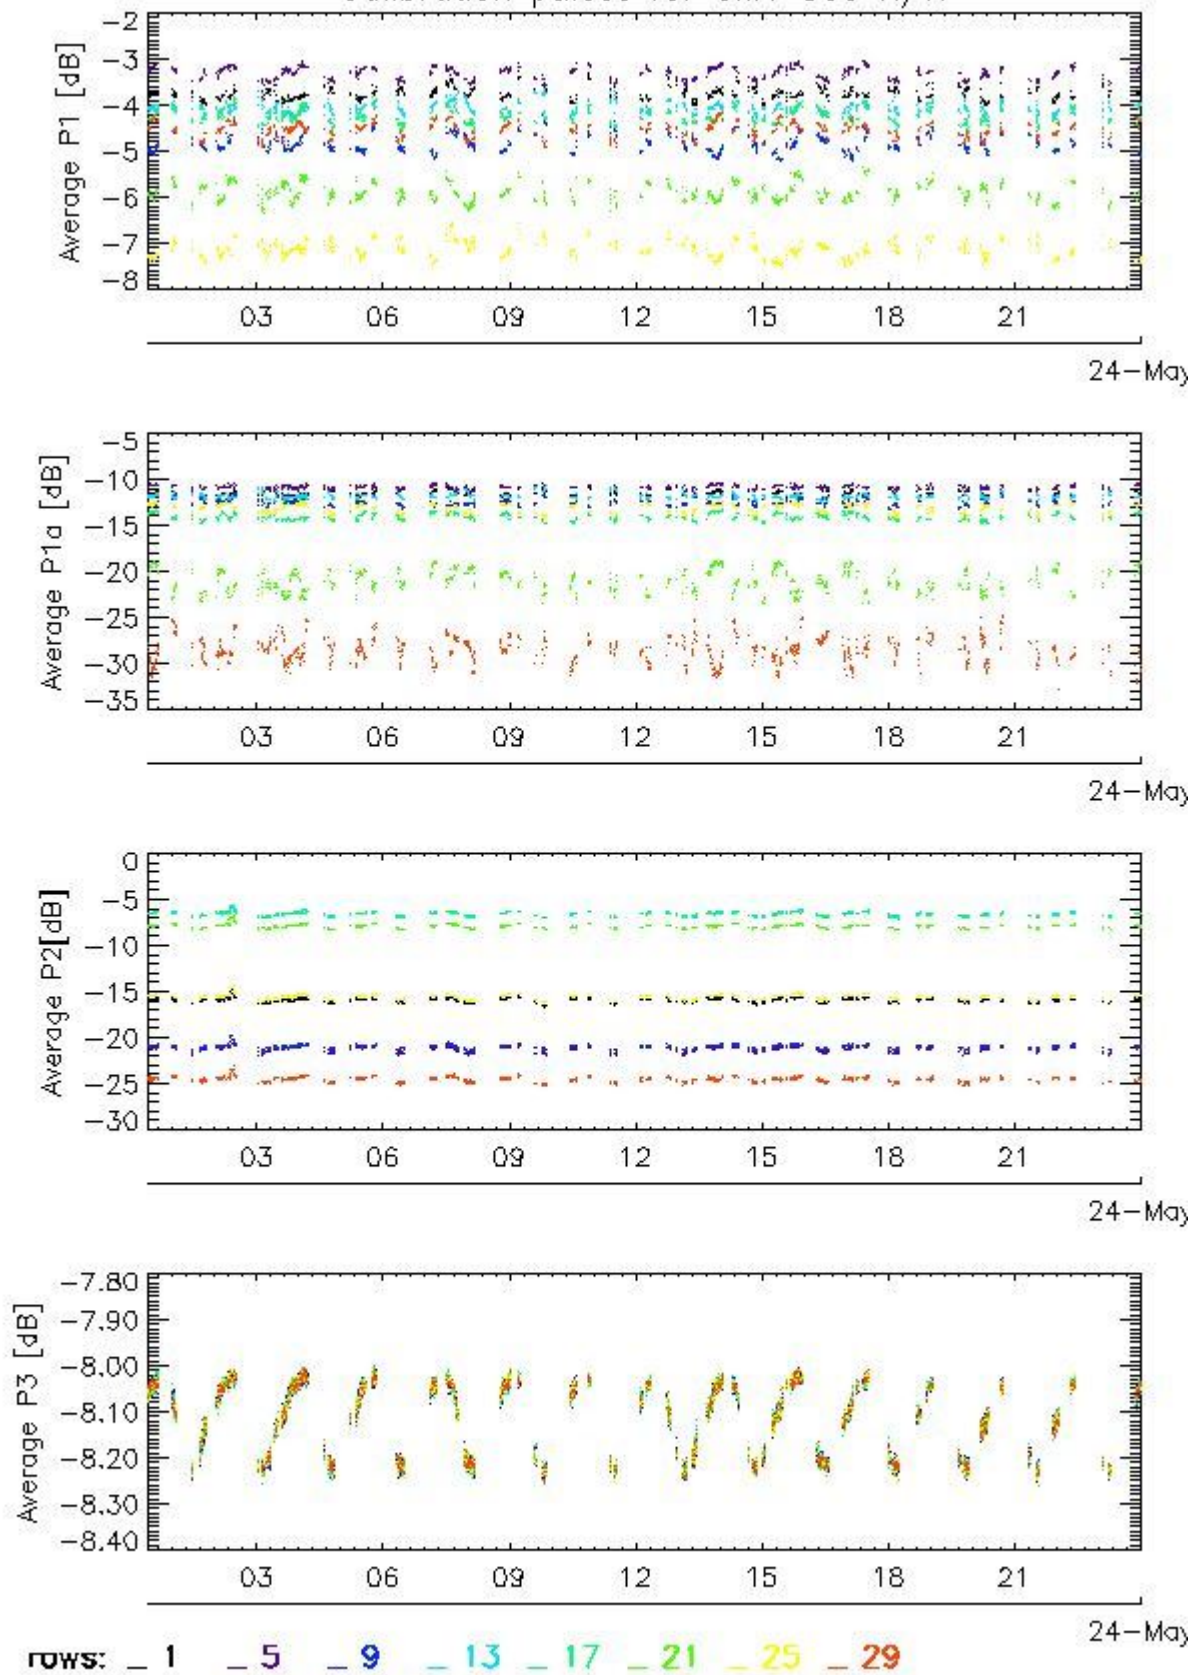 -2
-3
-4
-5
-6
-7
-8
Average P1 [dB]
03 06 09 12 15 18 21
24-May
-5
-10
-15
-20
-25
-30
-35
Average P1a [dB]
03 06 09 12 15 18 21
24-May
0
-5
-10
-15
-20
-25
-30
Average P2[dB]
03 06 09 12 15 18 21
24-May
-7.80
-7.90
-8.00
-8.10
-8.20
-8.30
-8.40
Average P3 [dB]
03 06 09 12 15 18 21
24-May
rows: _ 1 _ 5 _ 9 _ 13 _ 17 _ 21 _ 25 _ 29